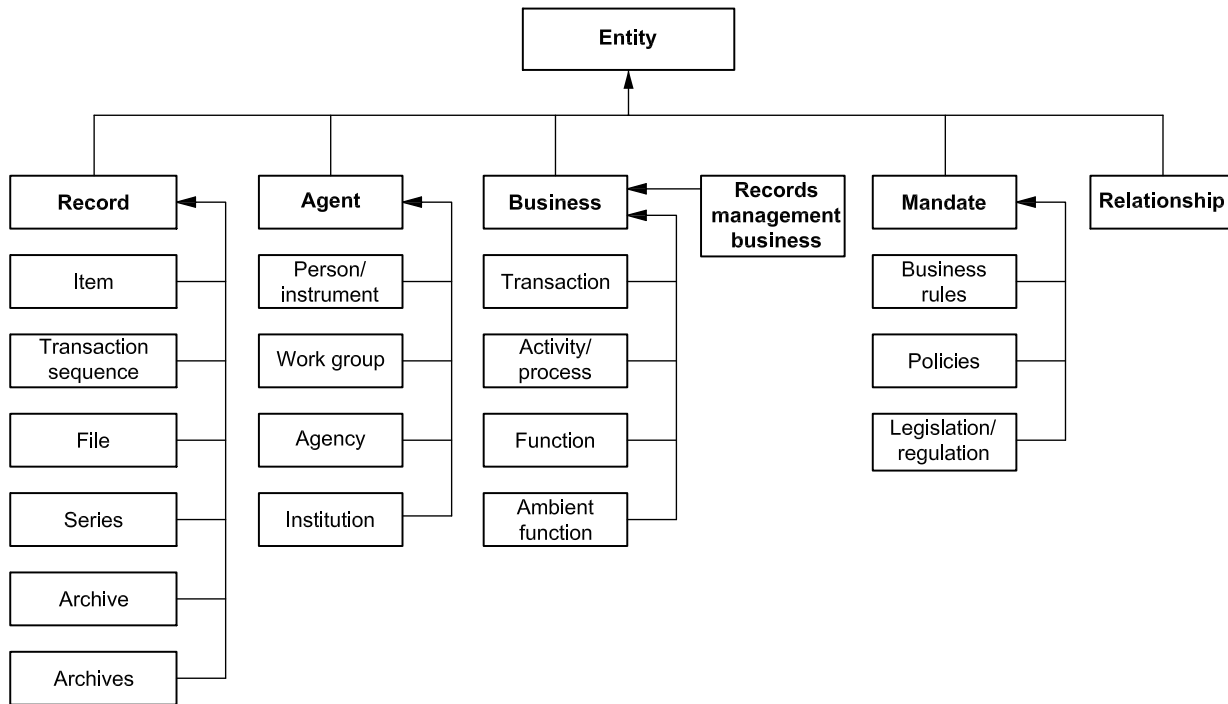 Entity
Record
Agent
Business
Records
management
business
Mandate
Relationship
Item
Transaction
sequence
File
Series
Archive
Archives
Person/
instrument
Work group
Agency
Institution
Transaction
Activity/
process
Function
Ambient
function
Business
rules
Policies
Legislation/
regulation